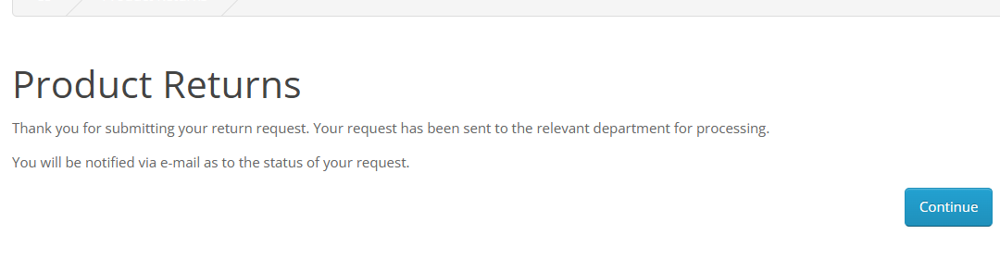 Product Returns
Thank you for submitting your return request. Your request has been sent to the relevant department for processing.
You will be notified via e-mail as to the status of your request.
Continue